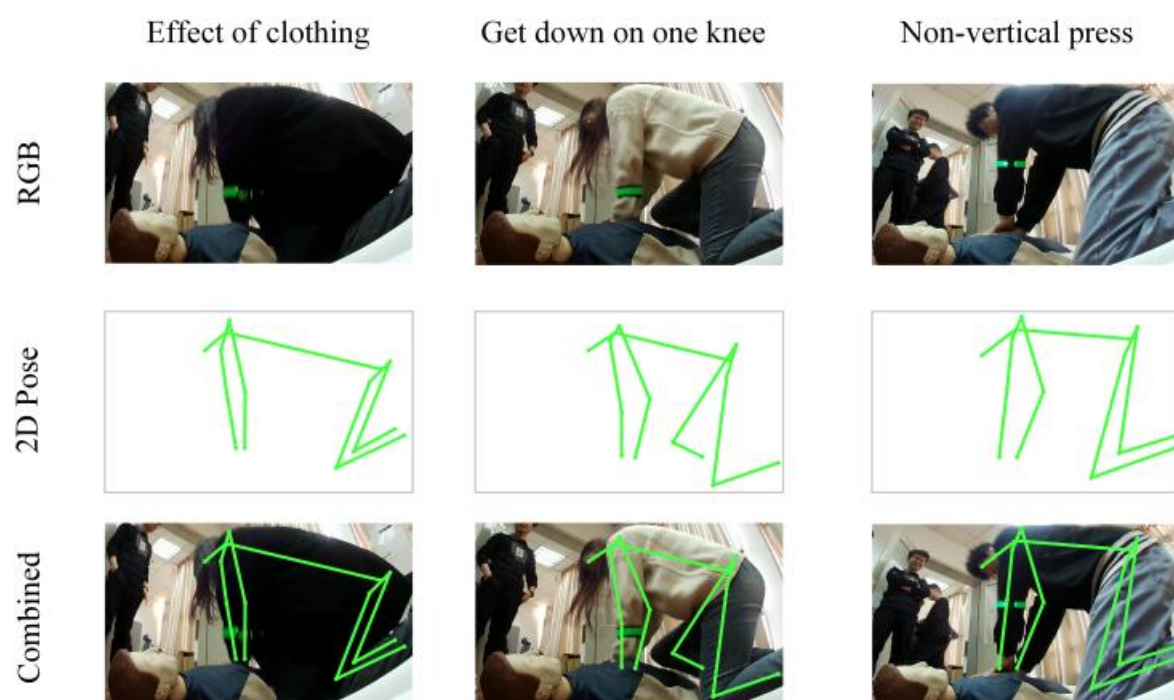 Effect of clothing
Get down on one knee
Non-vertical press
RGB
2D Pose
Combined